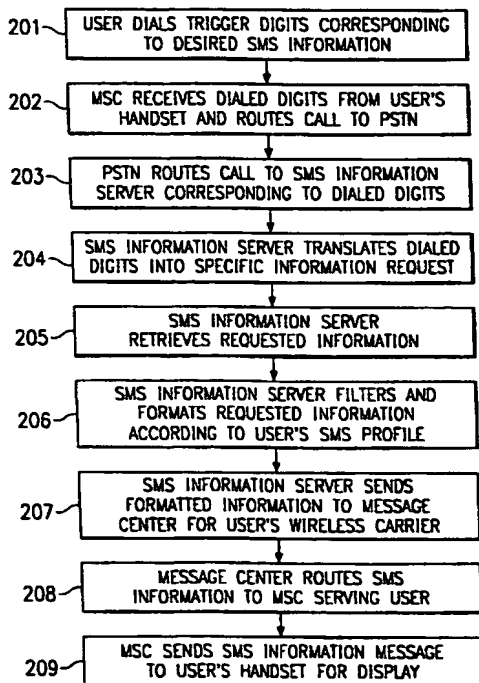 201
USER DIALS TRIGGER DIGITS CORRESPONDING
TO DESIRED SMS INFORMATION
202
MSC RECEIVES DIALED DIGITS FROM USER'S
HANDSET AND ROUTES CALL TO PSTN
203
PSTN ROUTES CALL TO SMS INFORMATION
SERVER CORRESPONDING TO DIALED DIGITS
204
SMS INFORMATION SERVER TRANSLATES DIALED
DIGITS INTO SPECIFIC INFORMATION REQUEST
205
SMS INFORMATION SERVER
RETRIEVES REQUESTED INFORMATION
206
SMS INFORMATION SERVER FILTERS AND
FORMATS REQUESTED INFORMATION
ACCORDING TO USER'S SMS PROFILE
207
SMS INFORMATION SERVER SENDS
FORMATTED INFORMATION TO MESSAGE
CENTER FOR USER'S WIRELESS CARRIER
208
MESSAGE CENTER ROUTES SMS
INFORMATION TO MSC SERVING USER
209
MSC SENDS SMS INFORMATION MESSAGE
TO USER'S HANDSET FOR DISPLAY